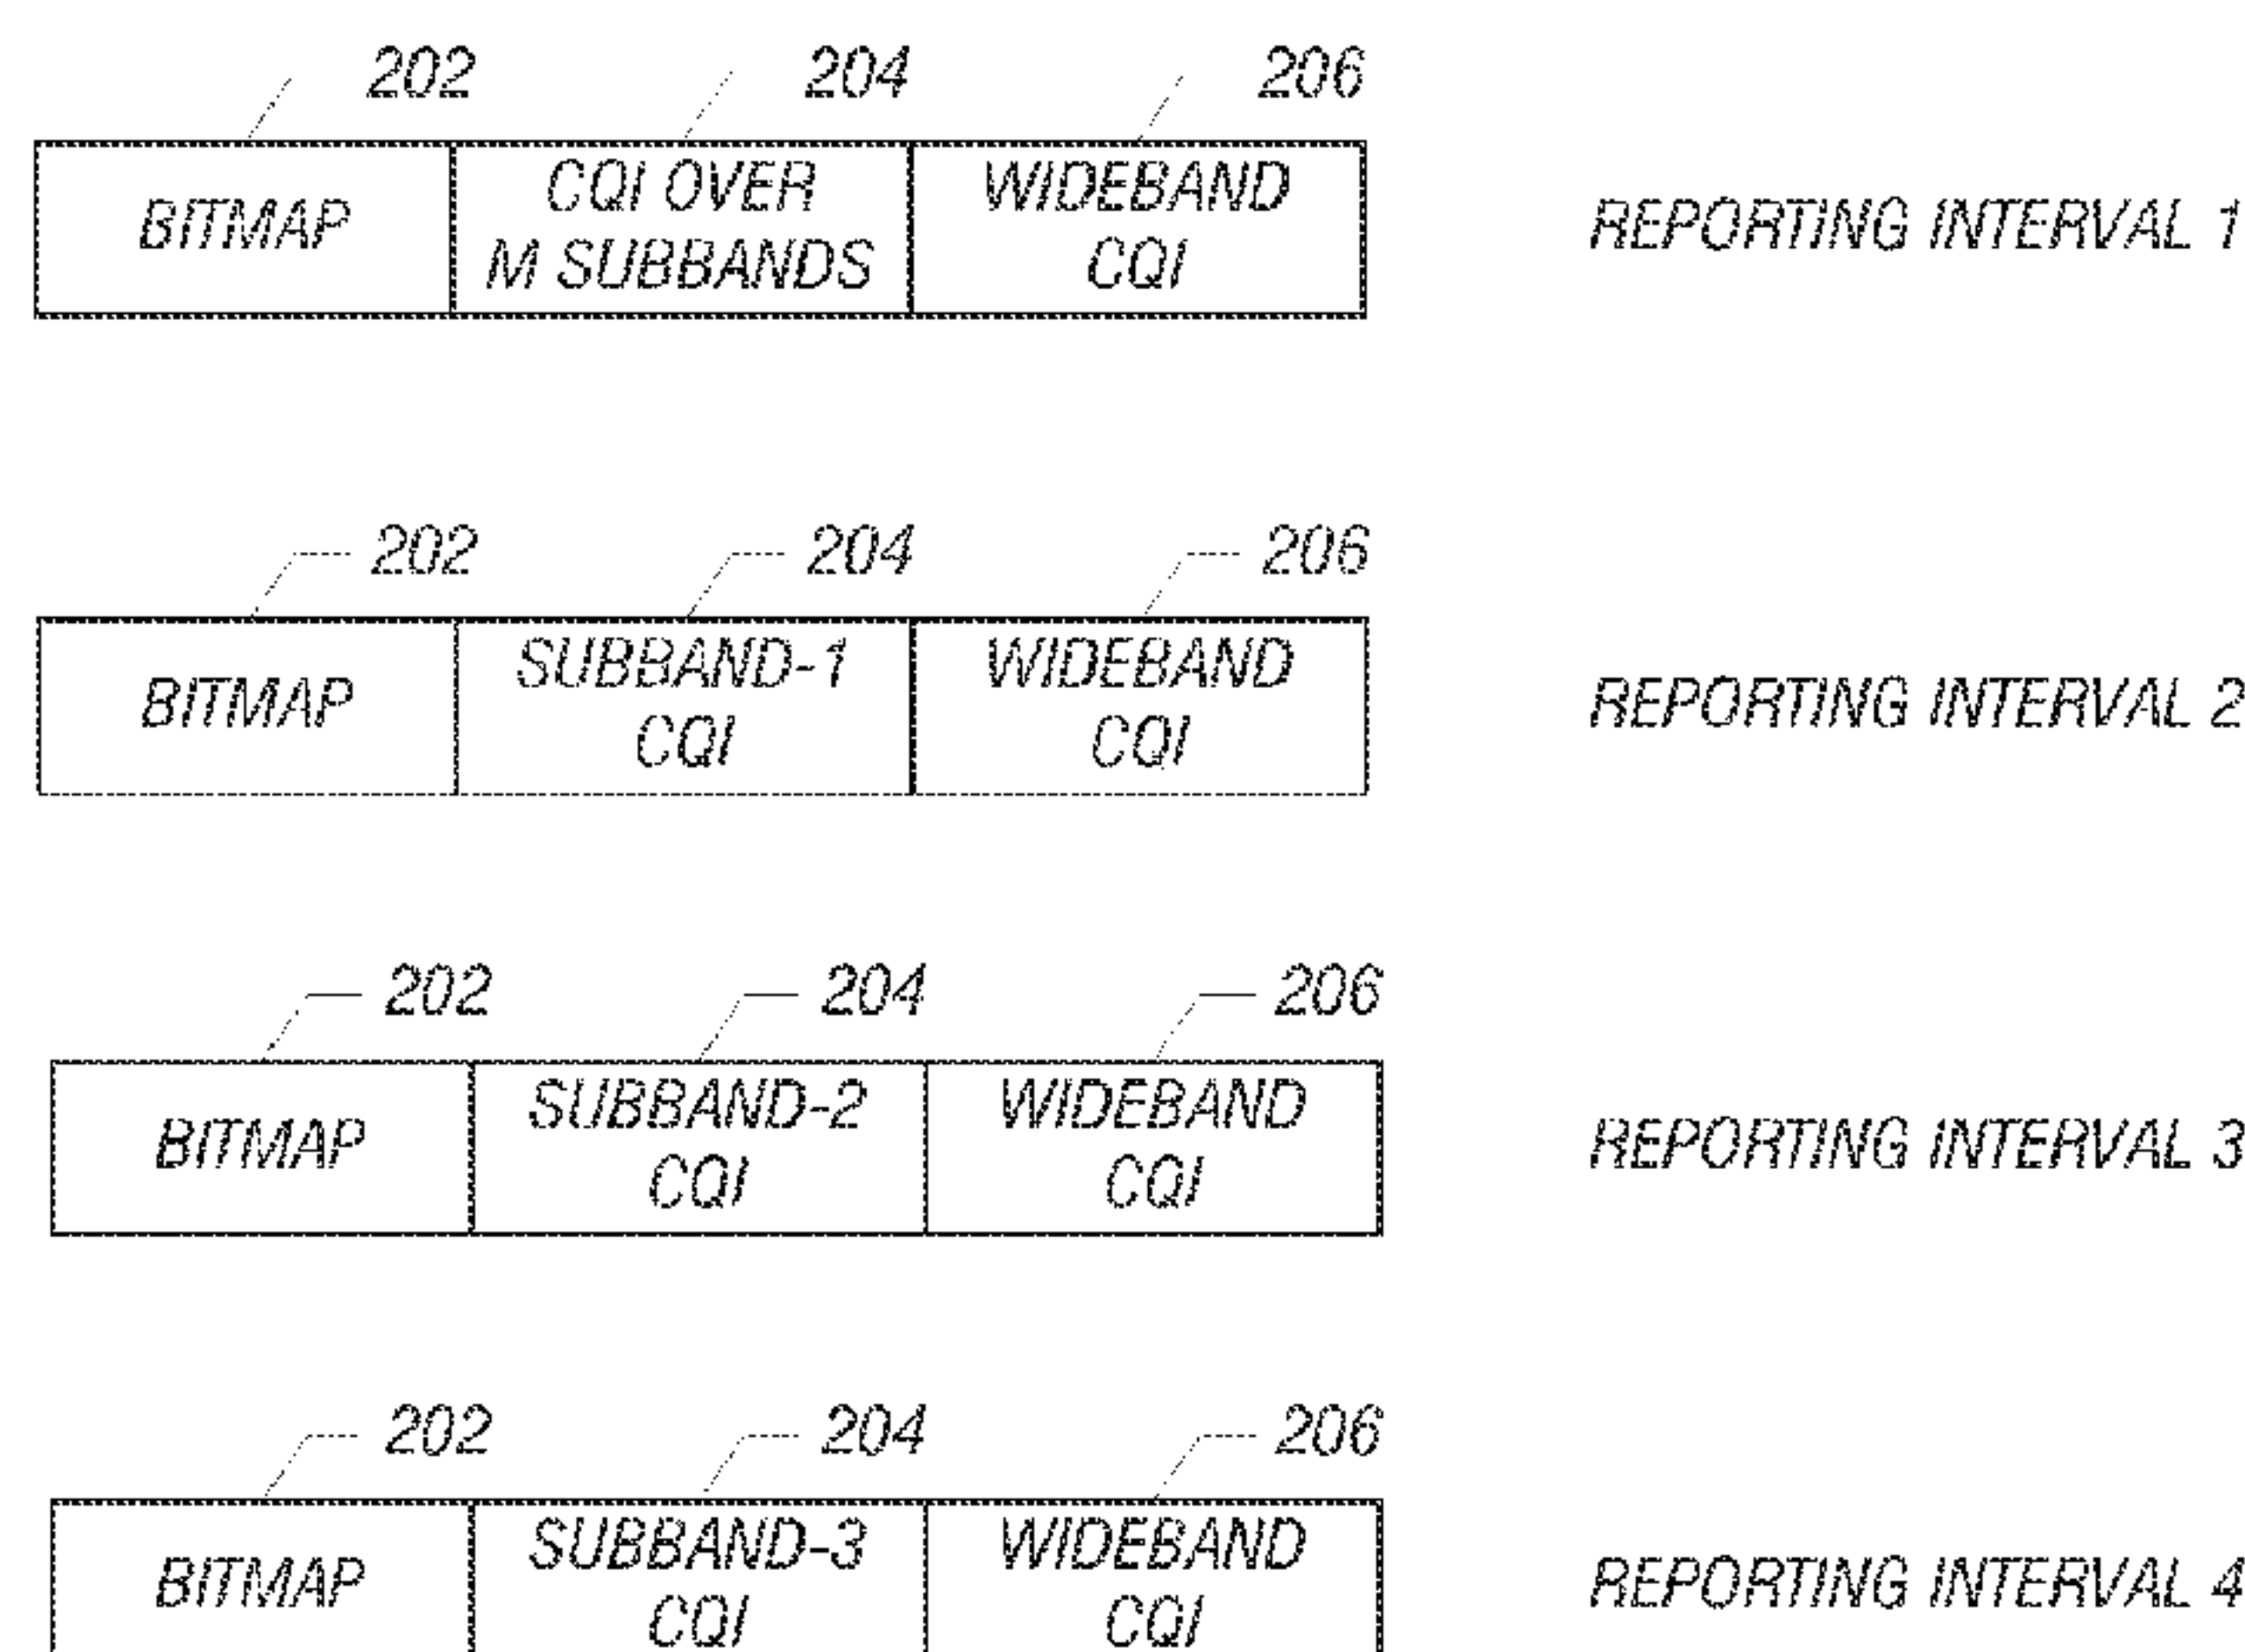 202 204 206
BITMAP
CQI OVER
M SUBBANDS
WIDEBAND
CQI
REPORTING INTERVAL 1
202 204 206
BITMAP
SUBBAND-1
CQI
WIDEBAND
CQI
REPORTING INTERVAL 2
202 204 206
BITMAP
SUBBAND-2
CQI
WIDEBAND
CQI
REPORTING INTERVAL 3
202 204 206
BITMAP
SUBBAND-3
CQI
WIDEBAND
CQI
REPORTING INTERVAL 4